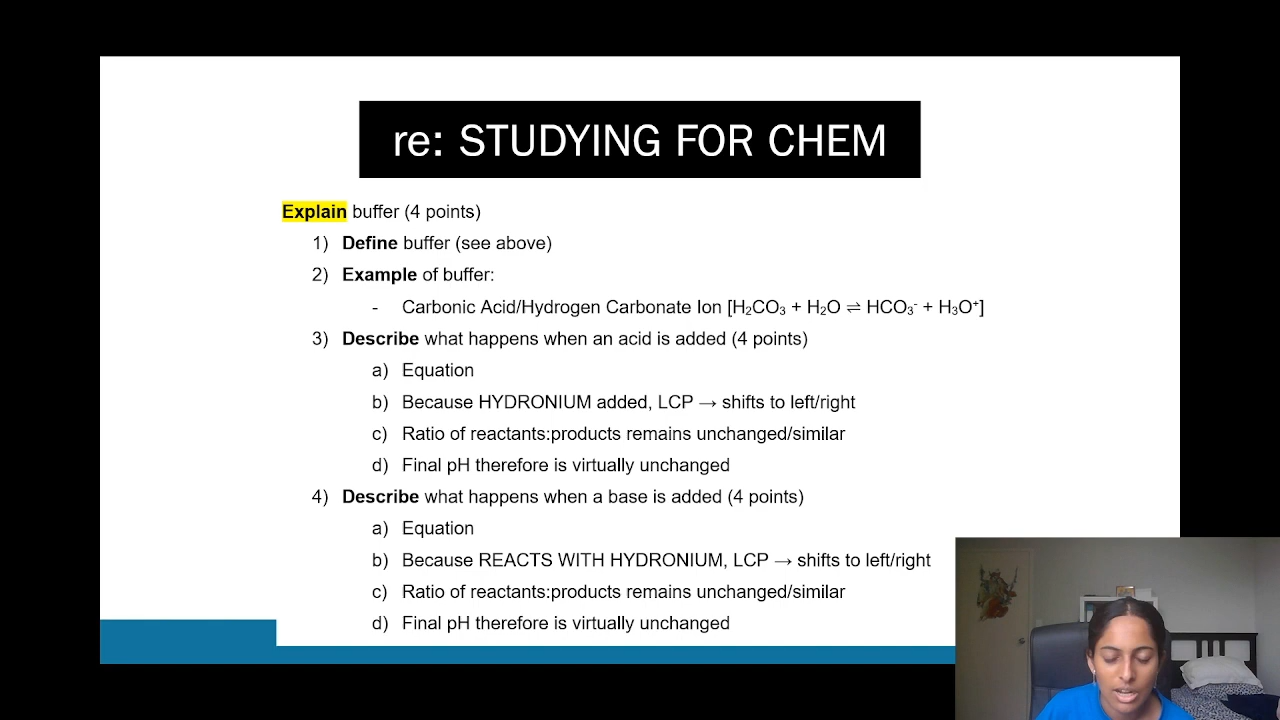 re: STUDYING FOR CHEM
Explain buffer (4 points)
1) Define buffer (see above)
2) Example of buffer:
- Carbonic Acid/Hydrogen Carbonate Ion [H₂CO₃ + H₂O ⇌ HCO₃⁻ + H₃O⁺]
3) Describe what happens when an acid is added (4 points)
a) Equation
b) Because HYDRONIUM added, LCP → shifts to left/right
c) Ratio of reactants:products remains unchanged/similar
d) Final pH therefore is virtually unchanged
4) Describe what happens when a base is added (4 points)
a) Equation
b) Because REACTS WITH HYDRONIUM, LCP → shifts to left/right
c) Ratio of reactants:products remains unchanged/similar
d) Final pH therefore is virtually unchanged